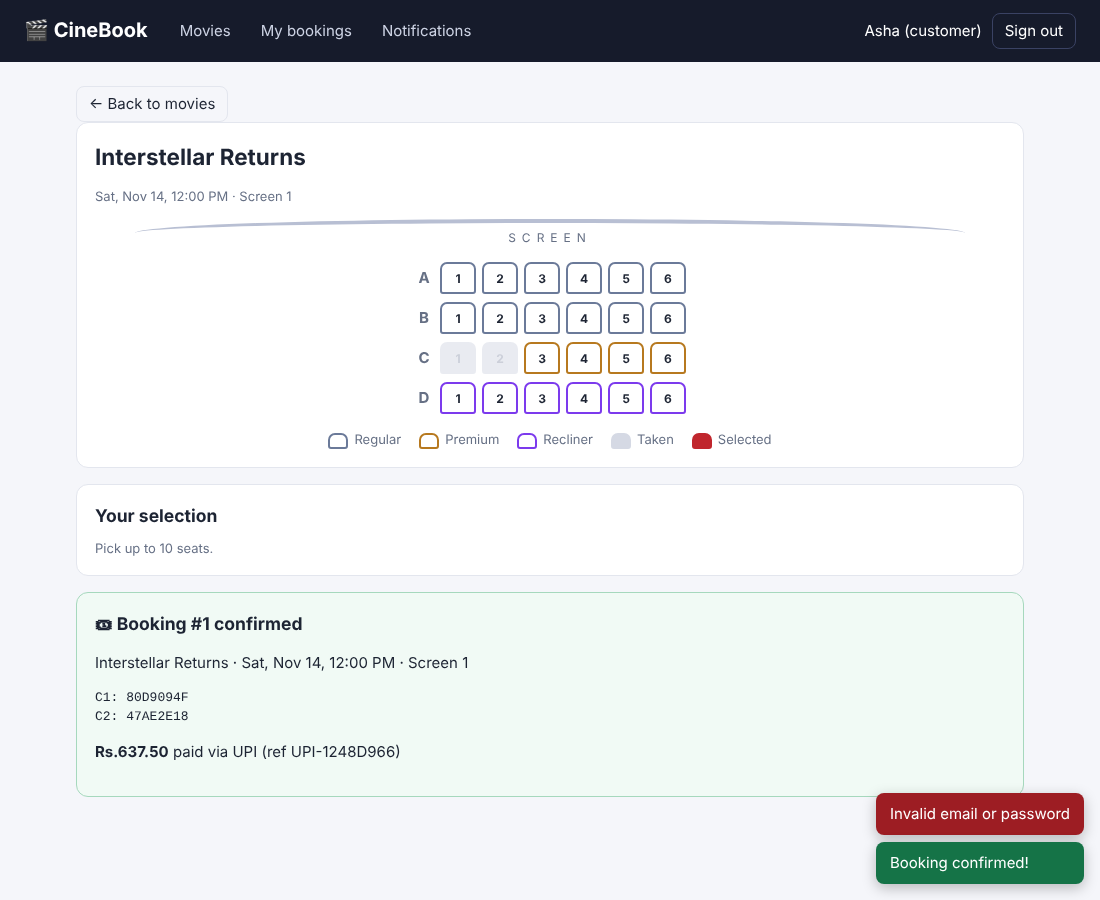 🎬 CineBook Movies My bookings Notifications Asha (customer) Sign out
← Back to movies
Interstellar Returns
Sat, Nov 14, 12:00 PM · Screen 1
SCREEN
A 1 2 3 4 5 6
B 1 2 3 4 5 6
C 1 2 3 4 5 6
D 1 2 3 4 5 6
Regular Premium Recliner Taken Selected
Your selection
Pick up to 10 seats.
🎟 Booking #1 confirmed
Interstellar Returns · Sat, Nov 14, 12:00 PM · Screen 1
C1: 80D9094F
C2: 47AE2E18
Rs.637.50 paid via UPI (ref UPI-1248D966)
Invalid email or password
Booking confirmed!